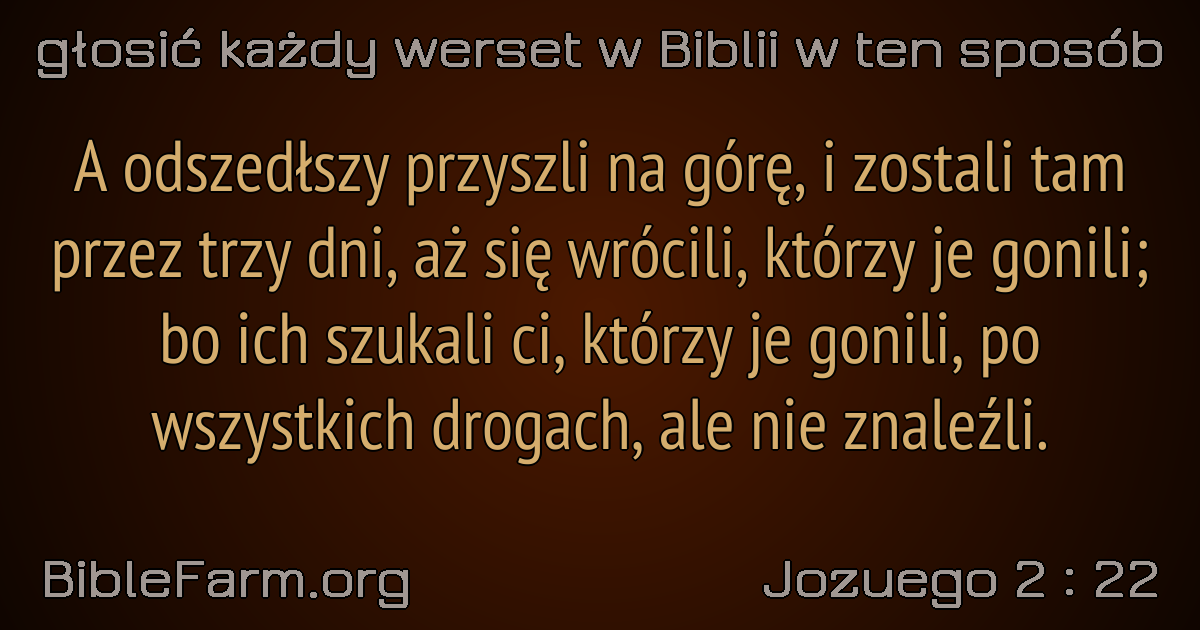 głosić każdy werset w Biblii w ten sposób
A odszedłszy przyszli na górę, i zostali tam
przez trzy dni, aż się wrócili, którzy je gonili;
bo ich szukali ci, którzy je gonili, po
wszystkich drogach, ale nie znaleźli.
BibleFarm.org
Jozuego 2 : 22